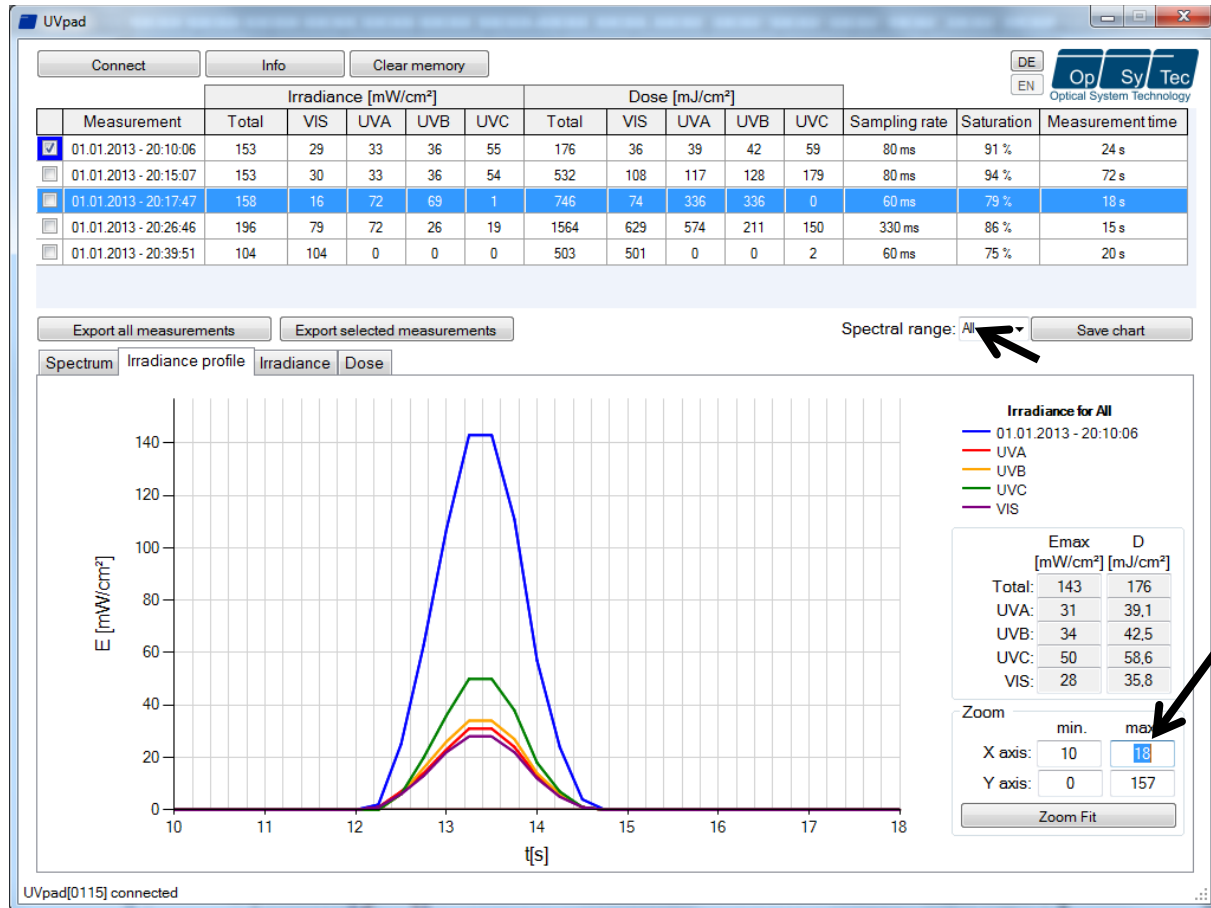 UVpad
Connect Info Clear memory DE
EN
Op Sy Tec
Optical System Technology
Irradiance [mW/cm²] Dose [mJ/cm²]
Measurement Total VIS UVA UVB UVC Total VIS UVA UVB UVC Sampling rate Saturation Measurement time
01.01.2013 - 20:10:06 153 29 33 36 55 176 36 39 42 59 80 ms 91 % 24 s
01.01.2013 - 20:15:07 153 30 33 36 54 532 108 117 128 179 80 ms 94 % 72 s
01.01.2013 - 20:17:47 158 16 72 69 1 746 74 336 336 0 60 ms 79 % 18 s
01.01.2013 - 20:26:46 196 79 72 26 19 1564 629 574 211 150 330 ms 86 % 15 s
01.01.2013 - 20:39:51 104 104 0 0 0 503 501 0 0 2 60 ms 75 % 20 s
Export all measurements Export selected measurements Spectral range: All Save chart
Spectrum Irradiance profile Irradiance Dose
E [mW/cm²]
140
120
100
80
60
40
20
0
10 11 12 13 14 15 16 17 18
t[s]
Irradiance for All
01.01.2013 - 20:10:06
UVA
UVB
UVC
VIS
Emax D
[mW/cm²] [mJ/cm²]
Total: 143 176
UVA: 31 39,1
UVB: 34 42,5
UVC: 50 58,6
VIS: 28 35,8
Zoom
min. max
X axis: 10 18
Y axis: 0 157
Zoom Fit
UVpad[0115] connected